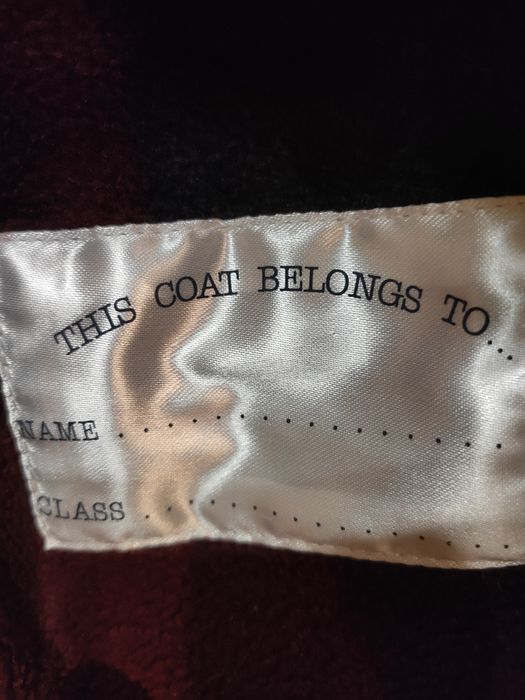 THIS COAT BELONGS TO...
NAME . . . . . . . . . . . . . .
CLASS . . . . . . . . . . . . . .